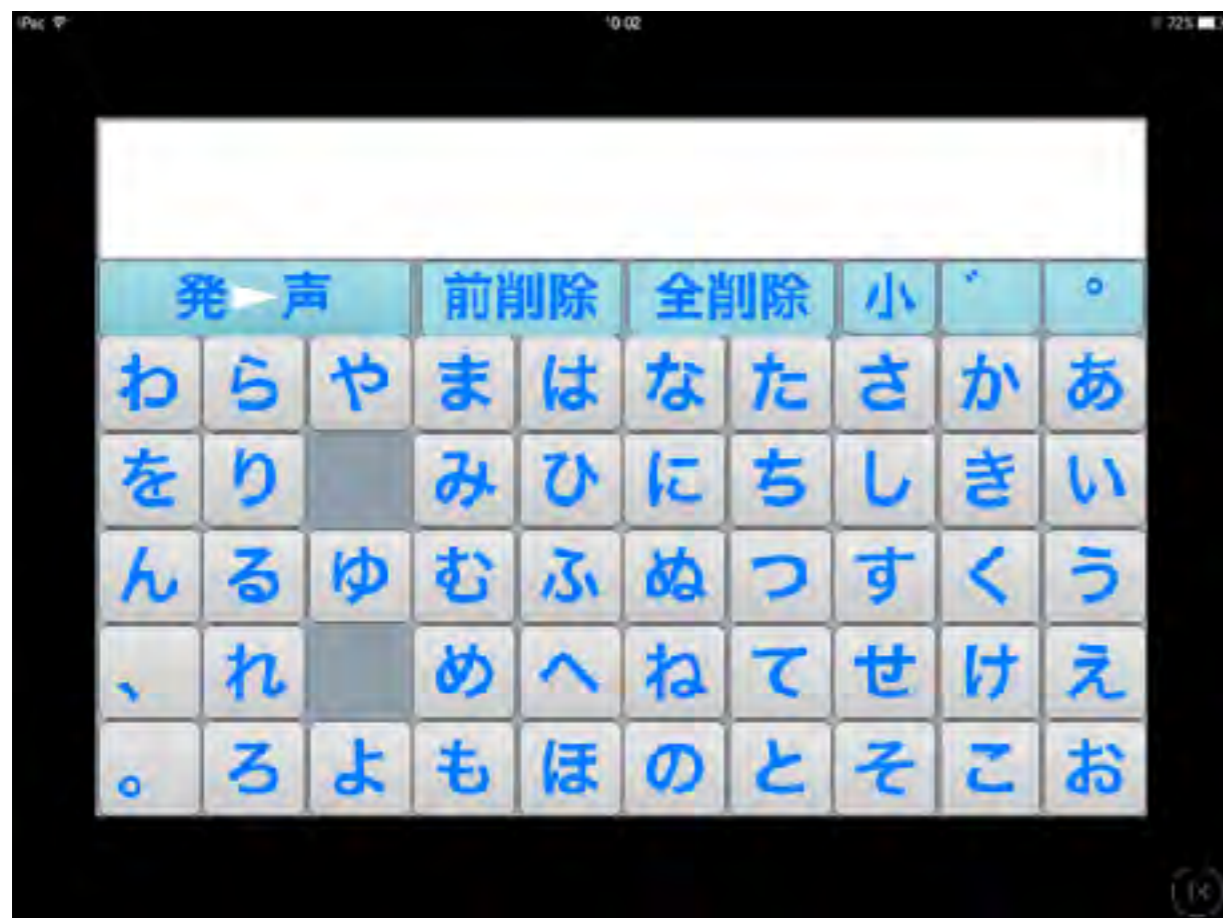 iPad 10:02 72%
発 声 前削除 全削除 小 ゛ ゜
わ ら や ま は な た さ か あ
を り み ひ に ち し き い
ん る ゆ む ふ ぬ つ す く う
、 れ め へ ね て せ け え
。 ろ よ も ほ の と そ こ お